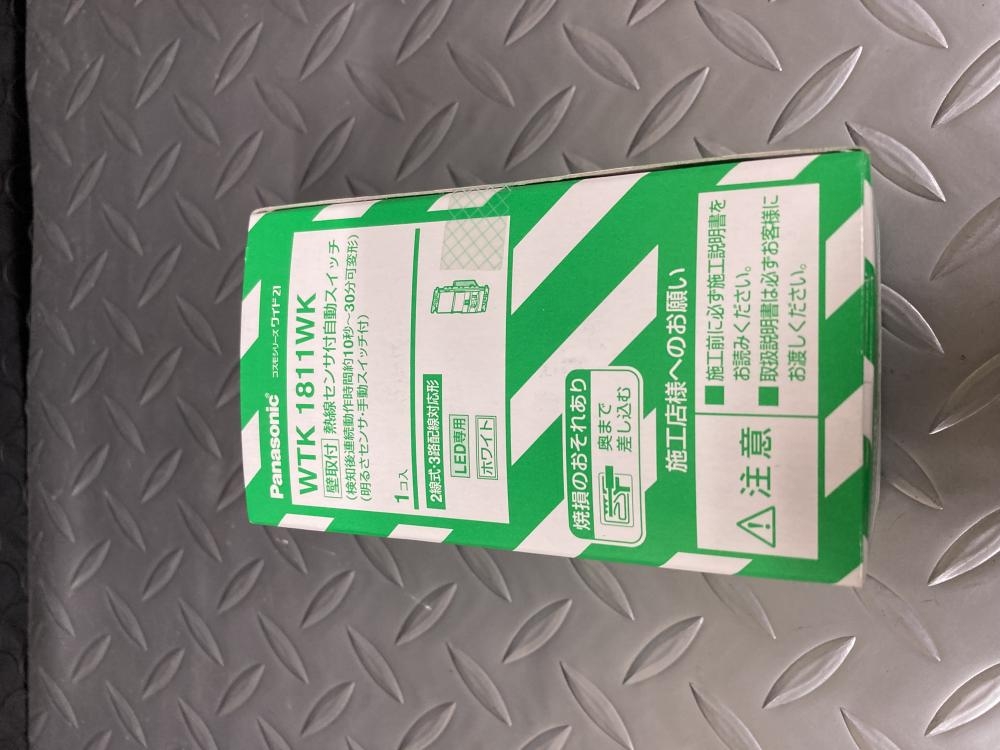 Panasonic® コスモシリーズ ワイド21
WTK 1811WK
壁取付 熱線センサ付自動スイッチ
(検知後連続動作時間約10秒〜30分可変形)
(明るさセンサ・手動スイッチ付)
1コ入
2線式・3路配線対応形
LED専用
ホワイト
焼損のおそれあり
奥まで
差し込む
施工店様へのお願い
注意
■施工前に必ず施工説明書を
お読みください。
■取扱説明書は必ずお客様に
お渡しください。